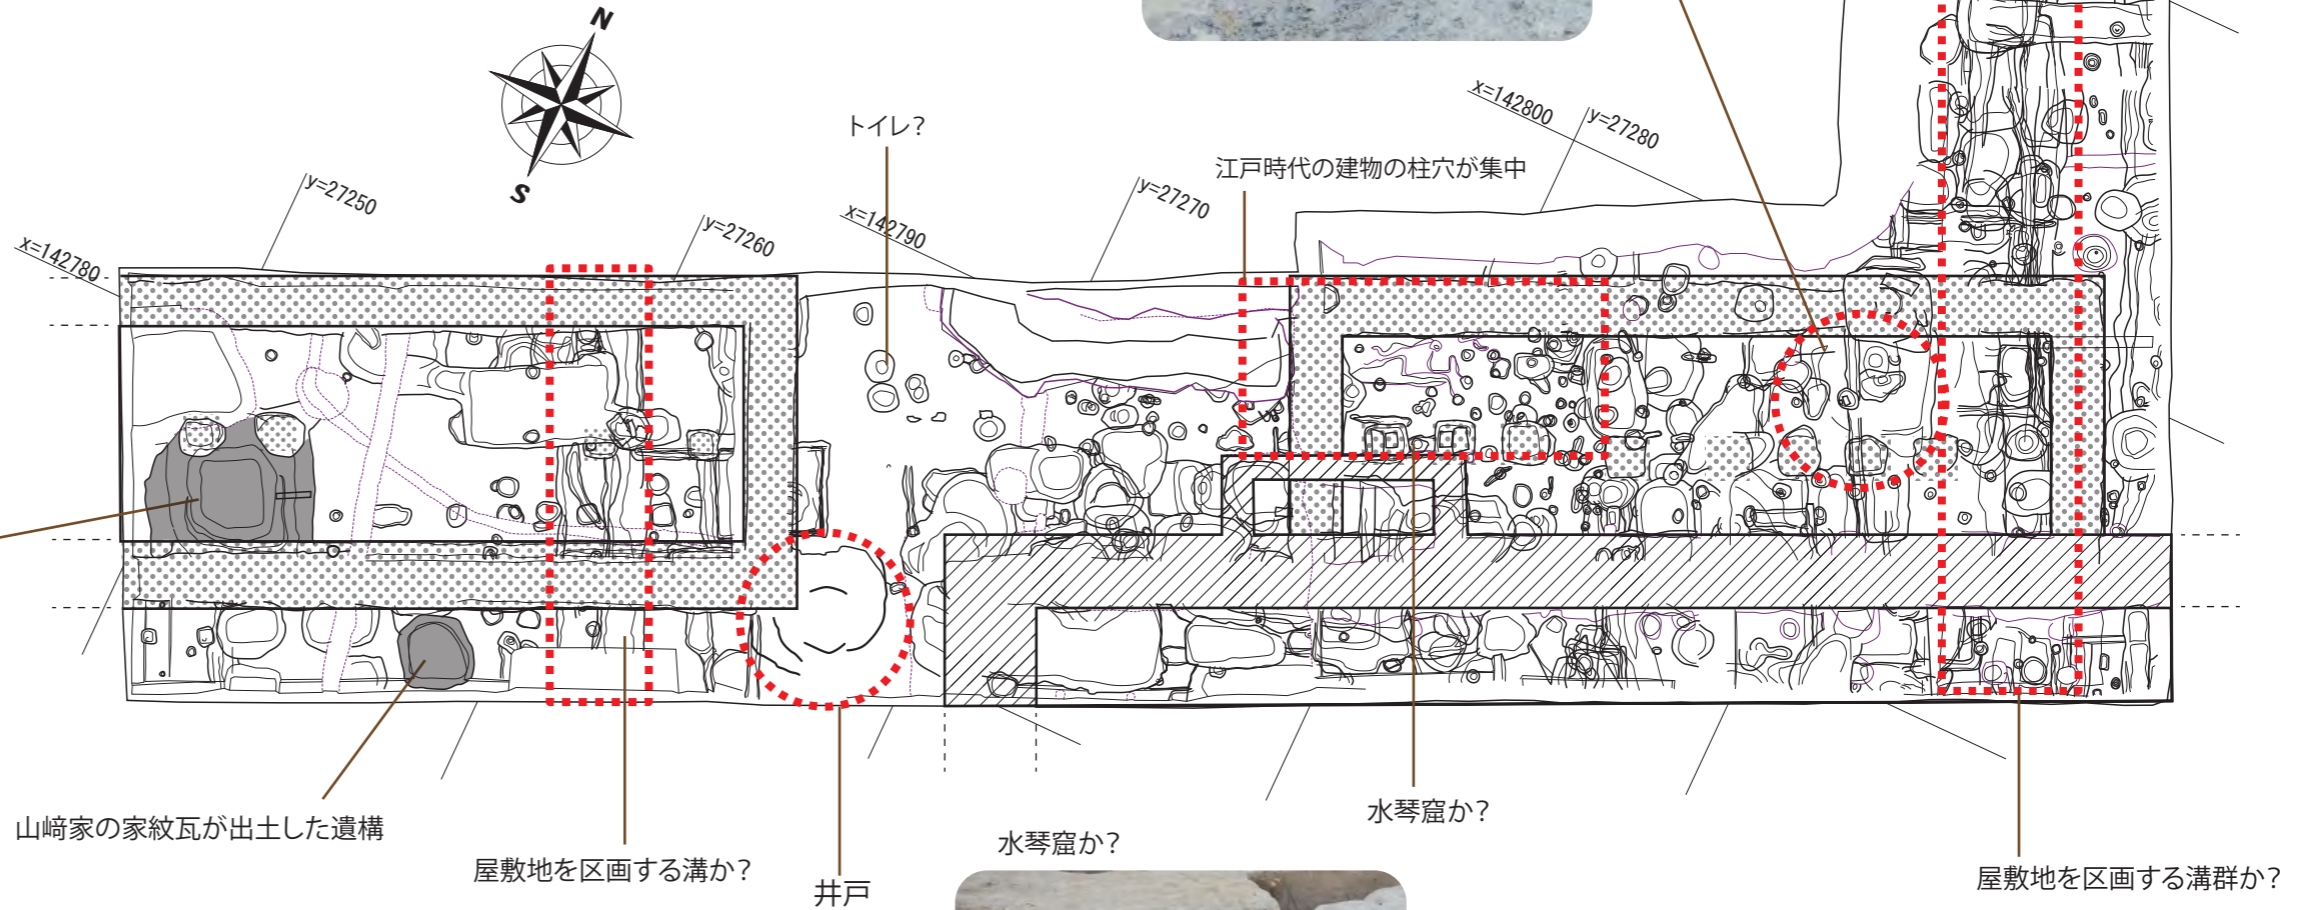 N
S
x=142800
y=27280
トイレ?
江戸時代の建物の柱穴が集中
y=27250
y=27270
x=142790
y=27260
x=142780
水琴窟か?
山﨑家の家紋瓦が出土した遺構
水琴窟か?
屋敷地を区画する溝か?
屋敷地を区画する溝群か?
井戸